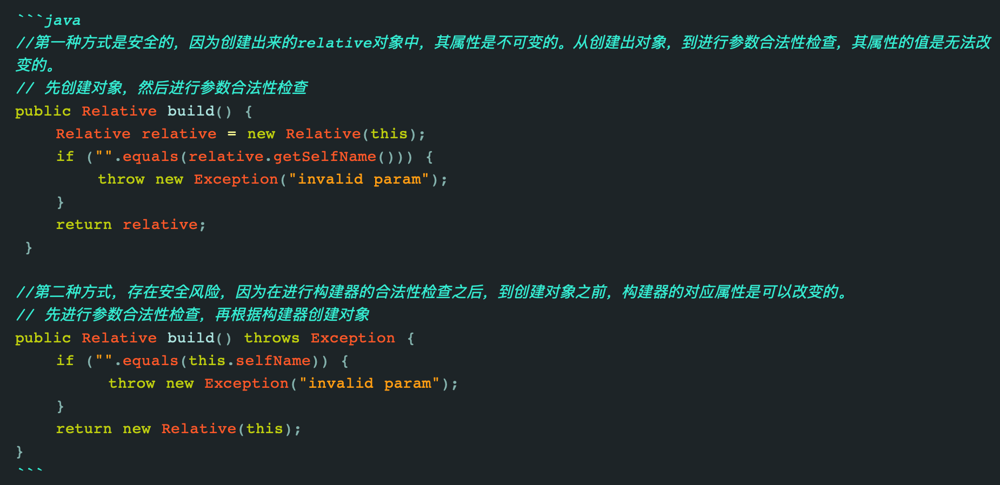 ```java
//第一种方式是安全的，因为创建出来的relative对象中，其属性是不可变的。从创建出对象，到进行参数合法性检查，其属性的值是无法改
变的。
// 先创建对象，然后进行参数合法性检查
public Relative build() {
    Relative relative = new Relative(this);
    if ("".equals(relative.getSelfName())) {
        throw new Exception("invalid param");
    }
    return relative;
 }

//第二种方式，存在安全风险，因为在进行构建器的合法性检查之后，到创建对象之前，构建器的对应属性是可以改变的。
// 先进行参数合法性检查，再根据构建器创建对象
public Relative build() throws Exception {
    if ("".equals(this.selfName)) {
         throw new Exception("invalid param");
    }
    return new Relative(this);
}
```